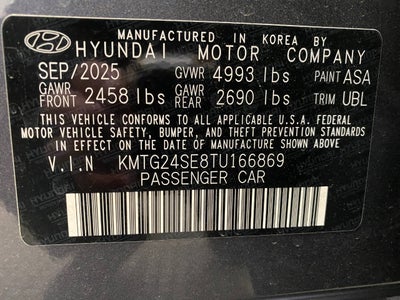 MANUFACTURED IN KOREA BY
HYUNDAI MOTOR COMPANY
SEP/2025 GVWR 4993 lbs PAINT ASA
GAWR FRONT 2458 lbs GAWR REAR 2690 lbs TRIM UBL
THIS VEHICLE CONFORMS TO ALL APPLICABLE U.S.A. FEDERAL
MOTOR VEHICLE SAFETY, BUMPER, AND THEFT PREVENTION STANDARDS
IN EFFECT ON THE DATE OF MANUFACTURE SHOWN ABOVE.
V.I.N KMTG24SE8TU166869
PASSENGER CAR